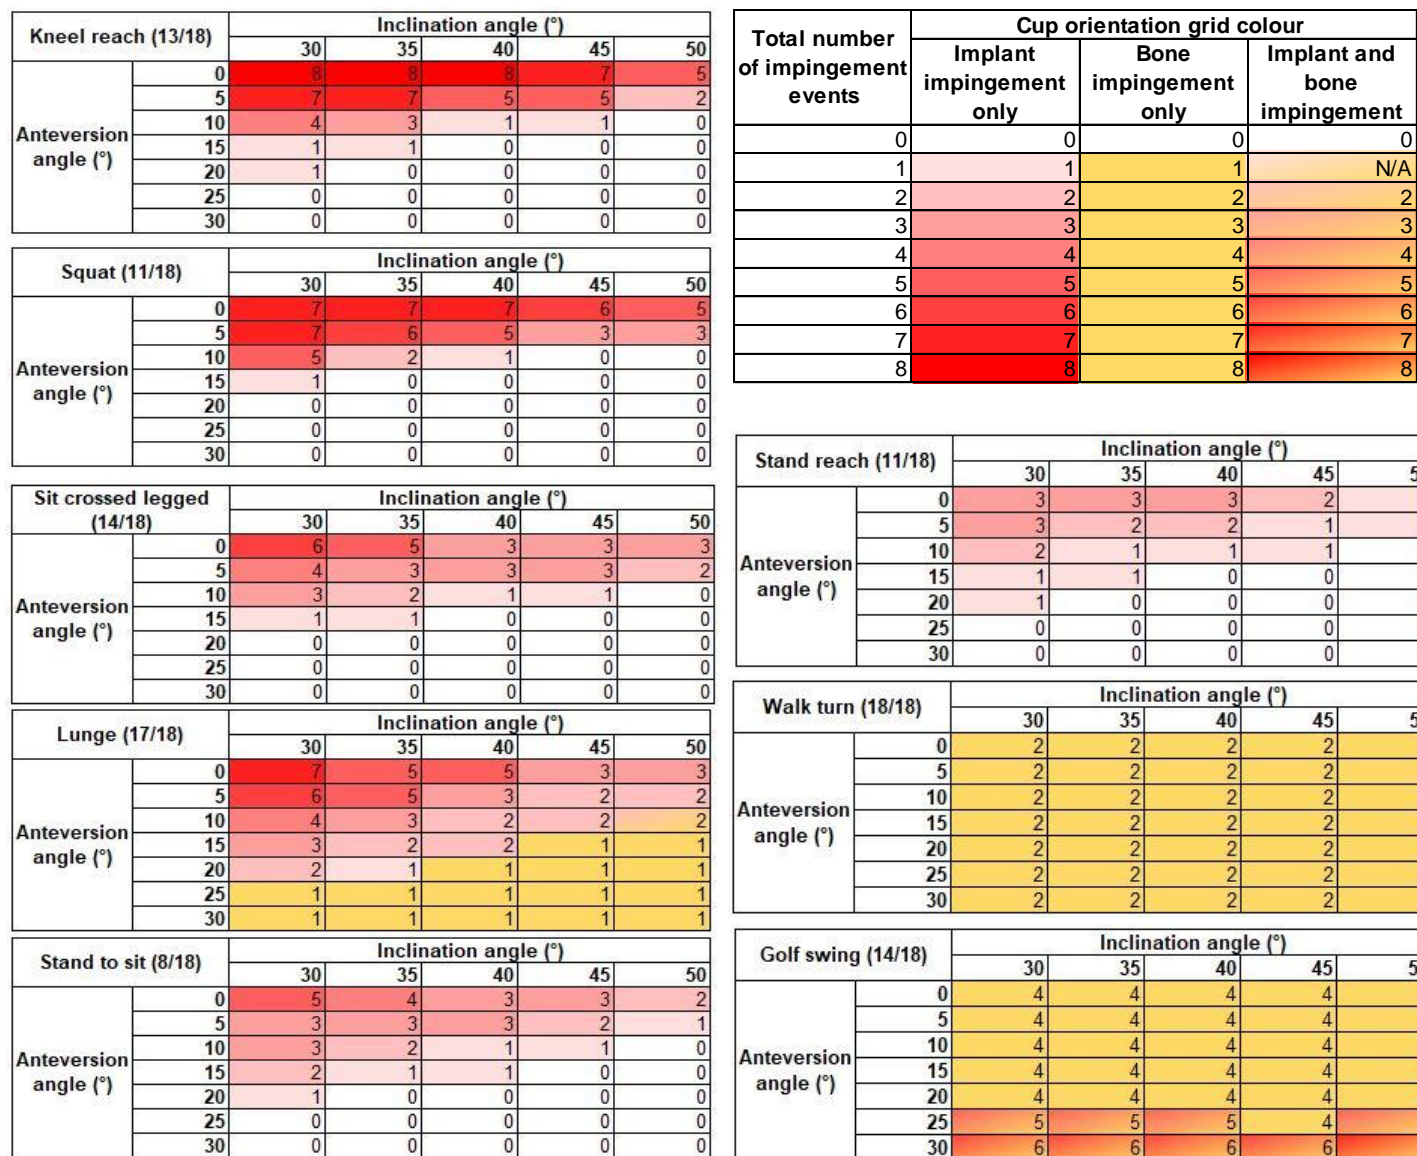 Kneel reach (13/18)
Inclination angle (°)
30 35 40 45 50
Anteversion angle (°)
0 8 8 8 7 5
5 7 7 5 5 2
10 4 3 1 1 0
15 1 1 0 0 0
20 1 0 0 0 0
25 0 0 0 0 0
30 0 0 0 0 0
Squat (11/18)
Inclination angle (°)
30 35 40 45 50
Anteversion angle (°)
0 7 7 7 6 5
5 7 6 5 3 3
10 5 2 1 0 0
15 1 0 0 0 0
20 0 0 0 0 0
25 0 0 0 0 0
30 0 0 0 0 0
Sit crossed legged
(14/18)
Inclination angle (°)
30 35 40 45 50
Anteversion angle (°)
0 6 5 3 3 3
5 4 3 3 3 2
10 3 2 1 1 0
15 1 1 0 0 0
20 0 0 0 0 0
25 0 0 0 0 0
30 0 0 0 0 0
Lunge (17/18)
Inclination angle (°)
30 35 40 45 50
Anteversion angle (°)
0 7 5 5 3 3
5 6 5 3 2 2
10 4 3 2 2 2
15 3 2 2 1 1
20 2 1 1 1 1
25 1 1 1 1 1
30 1 1 1 1 1
Stand to sit (8/18)
Inclination angle (°)
30 35 40 45 50
Anteversion angle (°)
0 5 4 3 3 2
5 3 3 3 2 1
10 3 2 1 1 0
15 2 1 1 0 0
20 1 0 0 0 0
25 0 0 0 0 0
30 0 0 0 0 0
Total number
of impingement
events
Cup orientation grid colour
Implant
impingement
only
Bone
impingement
only
Implant and
bone
impingement
0 0 0 0
1 1 1 N/A
2 2 2 2
3 3 3 3
4 4 4 4
5 5 5 5
6 6 6 6
7 7 7 7
8 8 8 8
Stand reach (11/18)
Inclination angle (°)
30 35 40 45
Anteversion angle (°)
0 3 3 3 2
5 3 2 2 1
10 2 1 1 1
15 1 1 0 0
20 1 0 0 0
25 0 0 0 0
30 0 0 0 0
Walk turn (18/18)
Inclination angle (°)
30 35 40 45
Anteversion angle (°)
0 2 2 2 2
5 2 2 2 2
10 2 2 2 2
15 2 2 2 2
20 2 2 2 2
25 2 2 2 2
30 2 2 2 2
Golf swing (14/18)
Inclination angle (°)
30 35 40 45
Anteversion angle (°)
0 4 4 4 4
5 4 4 4 4
10 4 4 4 4
15 4 4 4 4
20 4 4 4 4
25 5 5 5 4
30 6 6 6 6